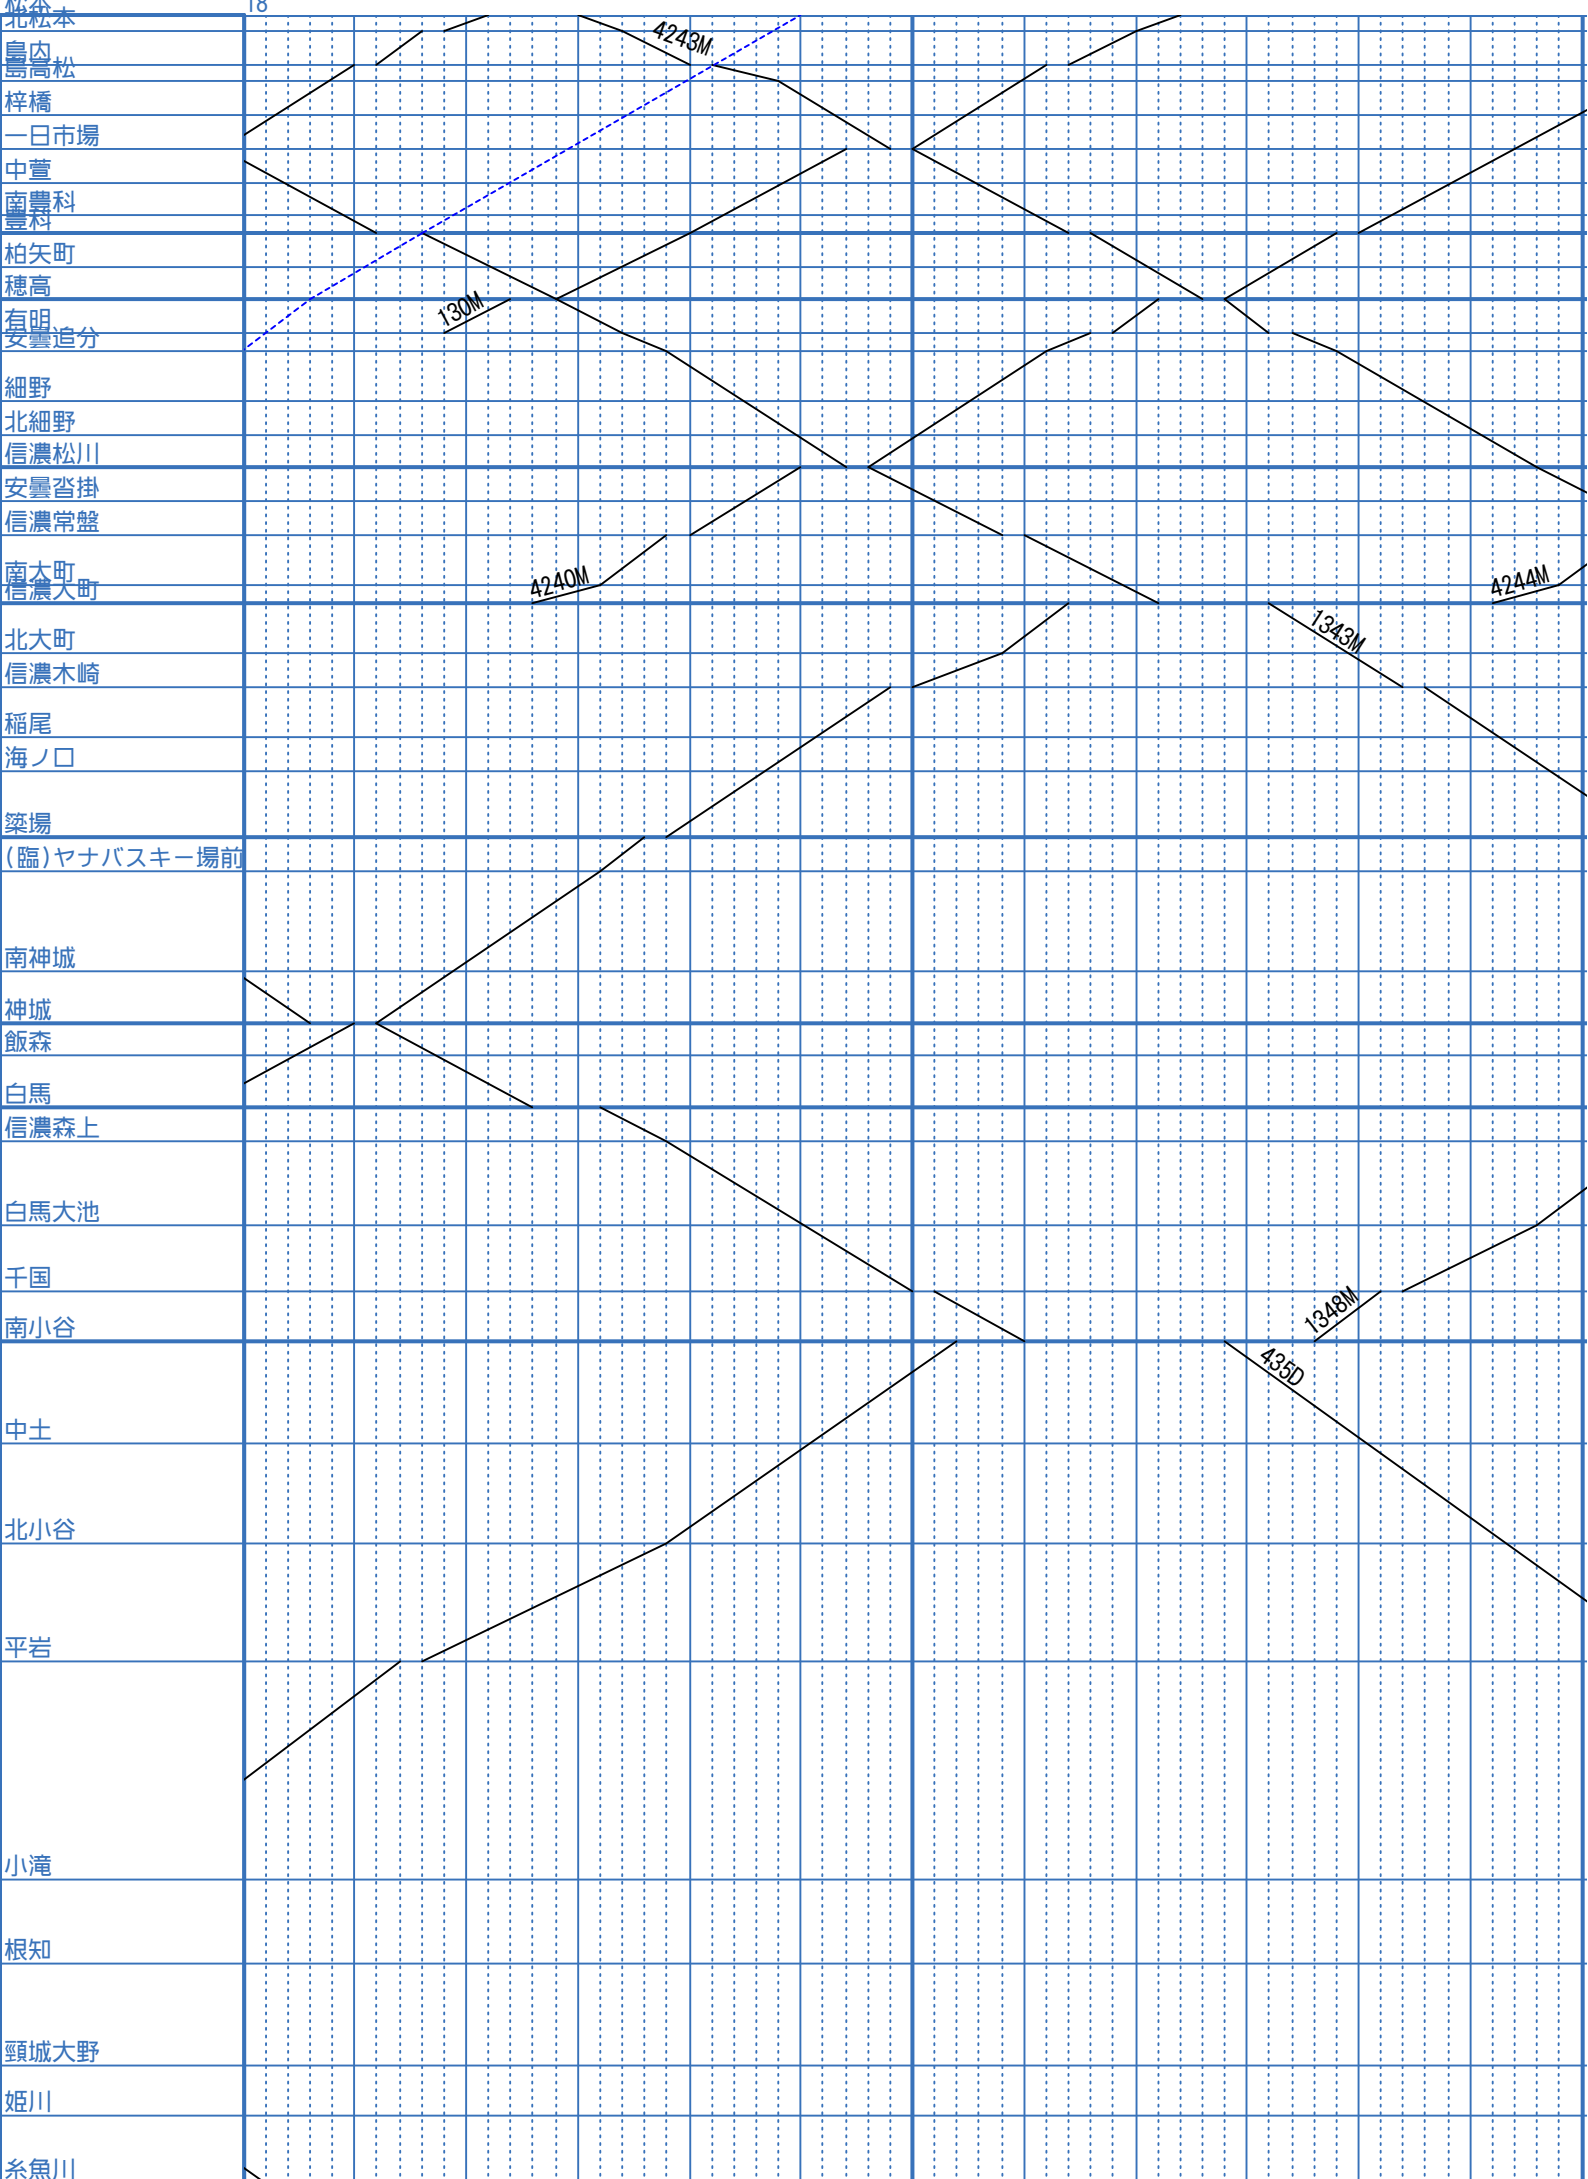 松本
18
北松本
島内
島高松
梓橋
一日市場
中萱
南豊科
豊科
柏矢町
穂高
有明
安曇追分
細野
北細野
信濃松川
安曇沓掛
信濃常盤
南大町
信濃大町
北大町
信濃木崎
稲尾
海ノ口
簗場
(臨)ヤナバスキー場前
南神城
神城
飯森
白馬
信濃森上
白馬大池
千国
南小谷
中土
北小谷
平岩
小滝
根知
頸城大野
姫川
糸魚川
4243M
130M
4240M
4244M
1343M
1348M
435D